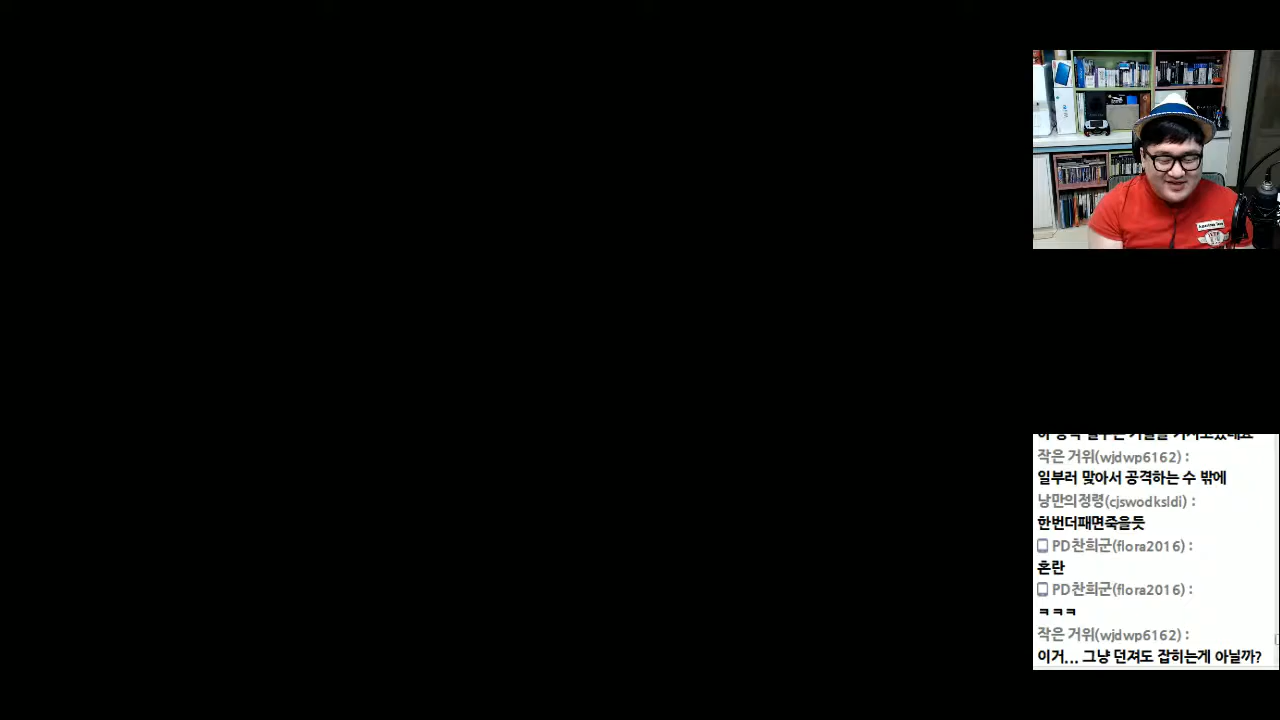 작은 거위(wjdwp6162) :
일부러 맞아서 공격하는 수 밖에
낭만의정령(cjswodksldi) :
한번더패면죽을듯
PD찬희군(flora2016) :
혼란
PD찬희군(flora2016) :
ㅋㅋㅋ
작은 거위(wjdwp6162) :
이거... 그냥 던져도 잡히는게 아닐까?